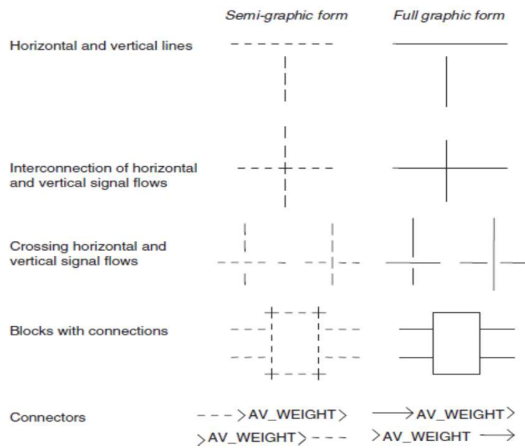 Semi-graphic form Full graphic form
Horizontal and vertical lines
Interconnection of horizontal
and vertical signal flows
Crossing horizontal and
vertical signal flows
Blocks with connections
Connectors
AV_WEIGHT AV_WEIGHT
AV_WEIGHT AV_WEIGHT